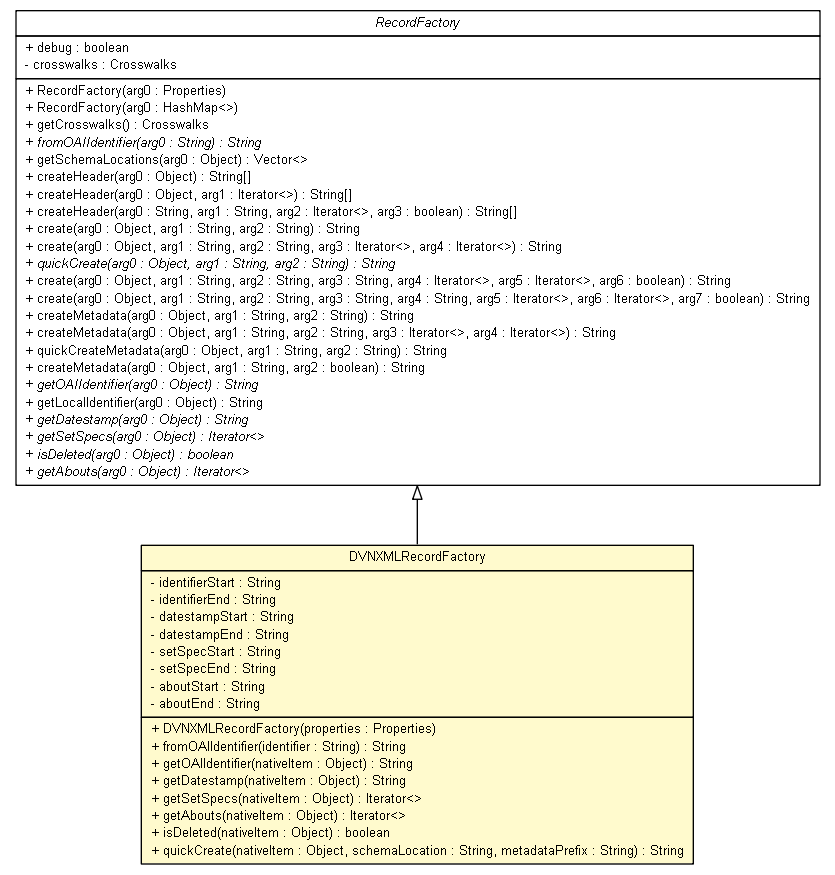 RecordFactory
+ debug : boolean
- crosswalks : Crosswalks
+ RecordFactory(arg0 : Properties)
+ RecordFactory(arg0 : HashMap<>)
+ getCrosswalks() : Crosswalks
+ fromOAIIdentifier(arg0 : String) : String
+ getSchemaLocations(arg0 : Object) : Vector<>
+ createHeader(arg0 : Object) : String[]
+ createHeader(arg0 : Object, arg1 : Iterator<>) : String[]
+ createHeader(arg0 : String, arg1 : String, arg2 : Iterator<>, arg3 : boolean) : String[]
+ create(arg0 : Object, arg1 : String, arg2 : String) : String
+ create(arg0 : Object, arg1 : String, arg2 : String, arg3 : Iterator<>, arg4 : Iterator<>) : String
+ quickCreate(arg0 : Object, arg1 : String, arg2 : String) : String
+ create(arg0 : Object, arg1 : String, arg2 : String, arg3 : String, arg4 : Iterator<>, arg5 : Iterator<>, arg6 : boolean) : String
+ create(arg0 : Object, arg1 : String, arg2 : String, arg3 : String, arg4 : String, arg5 : Iterator<>, arg6 : Iterator<>, arg7 : boolean) : String
+ createMetadata(arg0 : Object, arg1 : String, arg2 : String) : String
+ createMetadata(arg0 : Object, arg1 : String, arg2 : String, arg3 : Iterator<>, arg4 : Iterator<>) : String
+ quickCreateMetadata(arg0 : Object, arg1 : String, arg2 : String) : String
+ createMetadata(arg0 : Object, arg1 : String, arg2 : boolean) : String
+ getOAIIdentifier(arg0 : Object) : String
+ getLocalIdentifier(arg0 : Object) : String
+ getDatestamp(arg0 : Object) : String
+ getSetSpecs(arg0 : Object) : Iterator<>
+ isDeleted(arg0 : Object) : boolean
+ getAbouts(arg0 : Object) : Iterator<>
DVNXMLRecordFactory
- identifierStart : String
- identifierEnd : String
- datestampStart : String
- datestampEnd : String
- setSpecStart : String
- setSpecEnd : String
- aboutStart : String
- aboutEnd : String
+ DVNXMLRecordFactory(properties : Properties)
+ fromOAIIdentifier(identifier : String) : String
+ getOAIIdentifier(nativeItem : Object) : String
+ getDatestamp(nativeItem : Object) : String
+ getSetSpecs(nativeItem : Object) : Iterator<>
+ getAbouts(nativeItem : Object) : Iterator<>
+ isDeleted(nativeItem : Object) : boolean
+ quickCreate(nativeItem : Object, schemaLocation : String, metadataPrefix : String) : String